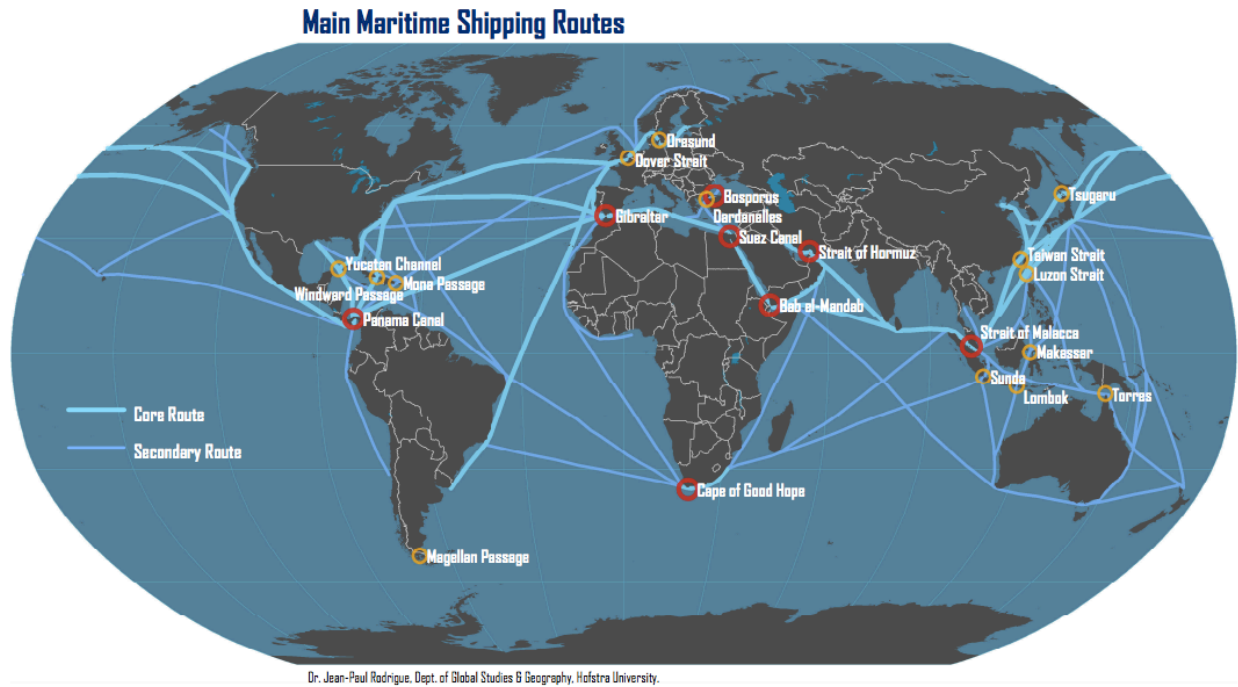 Main Maritime Shipping Routes
Oresund
Dover Strait
Bosporus
Tsugeru
Gibraltar
Dardanelles
Suez Canal
Strait of Hormuz
Taiwan Strait
Yucatan Channel
Luzon Strait
Mona Passage
Windward Passage
Bab el-Mandab
Panama Canal
Strait of Malacca
Makassar
Sunda
Lombok
Torres
Core Route
Secondary Route
Cape of Good Hope
Magellan Passage
Dr. Jean-Paul Rodrigue, Dept. of Global Studies & Geography, Hofstra University.